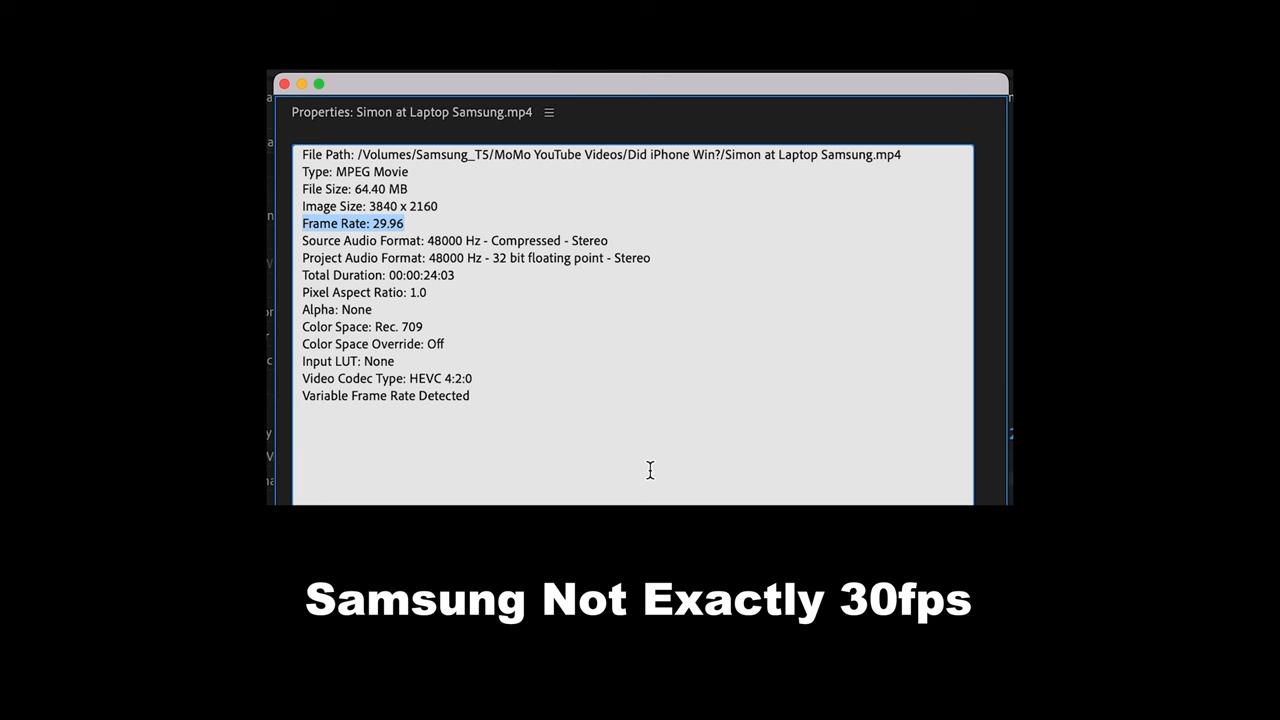 Properties: Simon at Laptop Samsung.mp4
File Path: /Volumes/Samsung_T5/MoMo YouTube Videos/Did iPhone Win?/Simon at Laptop Samsung.mp4
Type: MPEG Movie
File Size: 64.40 MB
Image Size: 3840 x 2160
Frame Rate: 29.96
Source Audio Format: 48000 Hz - Compressed - Stereo
Project Audio Format: 48000 Hz - 32 bit floating point - Stereo
Total Duration: 00:00:24:03
Pixel Aspect Ratio: 1.0
Alpha: None
Color Space: Rec. 709
Color Space Override: Off
Input LUT: None
Video Codec Type: HEVC 4:2:0
Variable Frame Rate Detected
Samsung Not Exactly 30fps